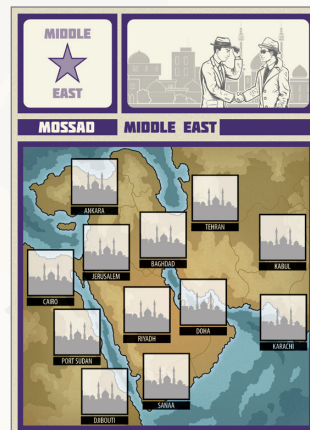 MIDDLE
EAST
MOSSAD MIDDLE EAST
ANKARA
TEHRAN
BAGHDAD
JERUSALEM
KABUL
CAIRO
RIYADH
DOHA
PORT SUDAN
KARACHI
SANAA
DJIBOUTI